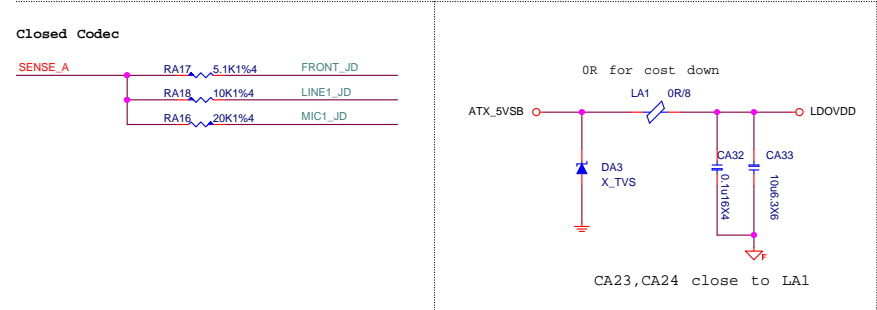 Closed Codec
SENSE_A
RA17 5.1K1%4 FRONT_JD
RA18 10K1%4 LINE1_JD
RA16 20K1%4 MIC1_JD
0R for cost down
LA1 0R/8
ATX_5VSB
LDOVDD
DA3
X_TVS
CA32
0.1u16X4
CA33
10u6.3X6
F
CA23,CA24 close to LA1